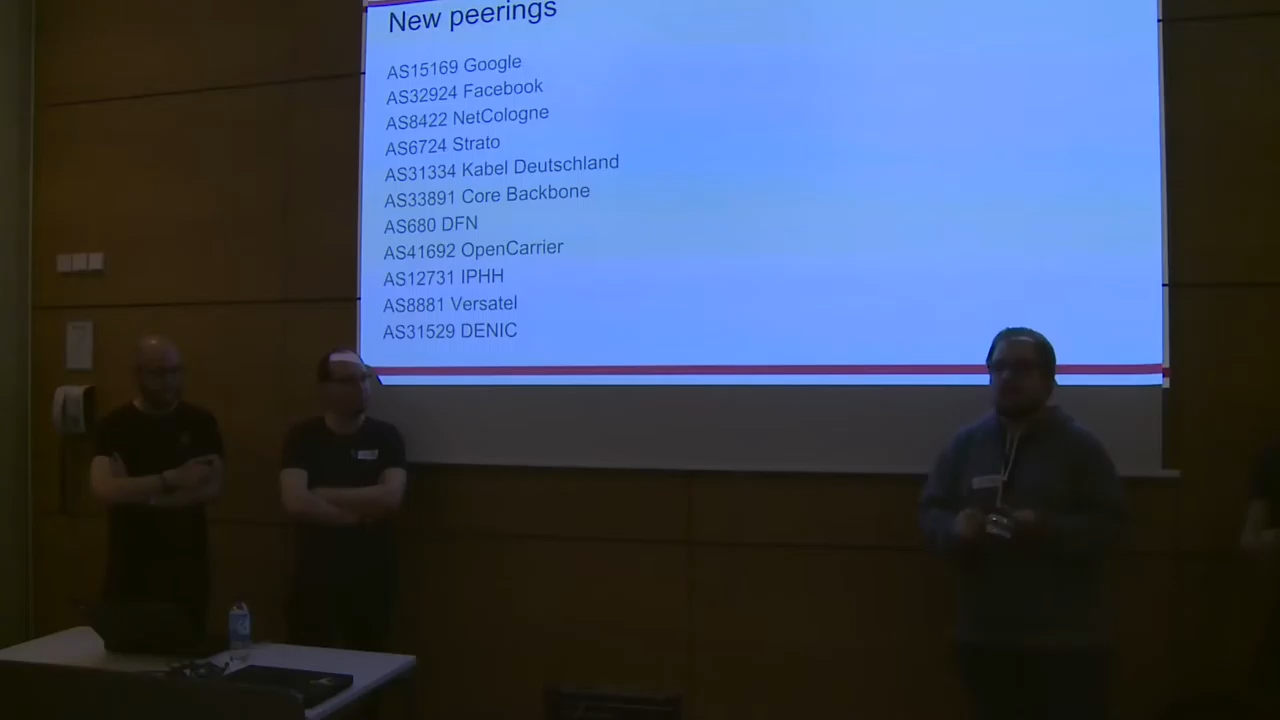 New peerings
AS15169 Google
AS32924 Facebook
AS8422 NetCologne
AS6724 Strato
AS31334 Kabel Deutschland
AS33891 Core Backbone
AS680 DFN
AS41692 OpenCarrier
AS12731 IPHH
AS8881 Versatel
AS31529 DENIC